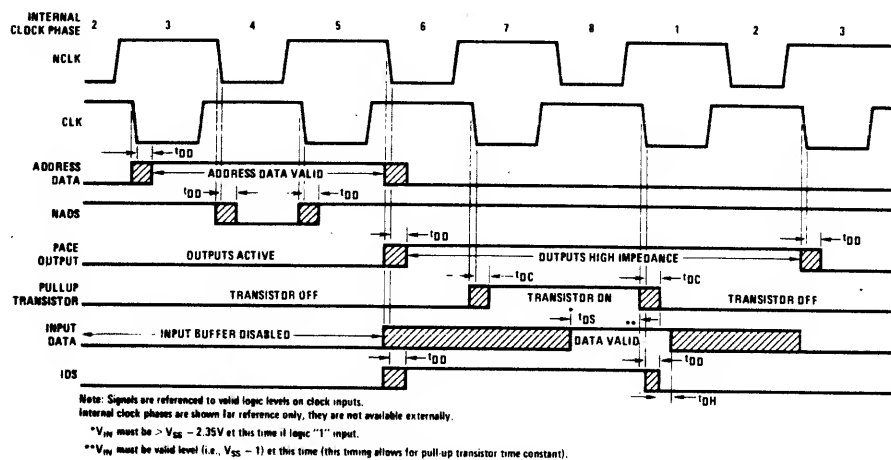 INTERNAL
CLOCK PHASE
2 3 4 5 6 7 8 1 2 3
NCLK
CLK
tDD
ADDRESS
DATA
ADDRESS DATA VALID
tDD tDD
NADS
tDD tDD
PACE
OUTPUT
OUTPUTS ACTIVE OUTPUTS HIGH IMPEDANCE
tDC tDC
PULLUP
TRANSISTOR
TRANSISTOR OFF TRANSISTOR ON TRANSISTOR OFF
* tDS **
INPUT
DATA
INPUT BUFFER DISABLED DATA VALID
tDD tDD
IDS
tDH
Note: Signals are referenced to valid logic levels on clock inputs.
Internal clock phases are shown far reference only, they are not available externally.
*VIN must be > VSS - 2.35V et this time if logic "1" input.
**VIN must be valid level (i.e., VSS - 1) et this time (this timing allows for pull-up transistor time constant).